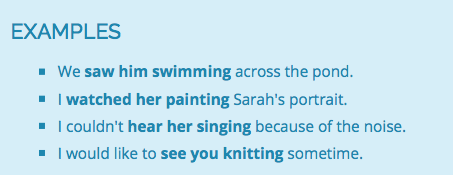 EXAMPLES
We saw him swimming across the pond.
I watched her painting Sarah's portrait.
I couldn't hear her singing because of the noise.
I would like to see you knitting sometime.